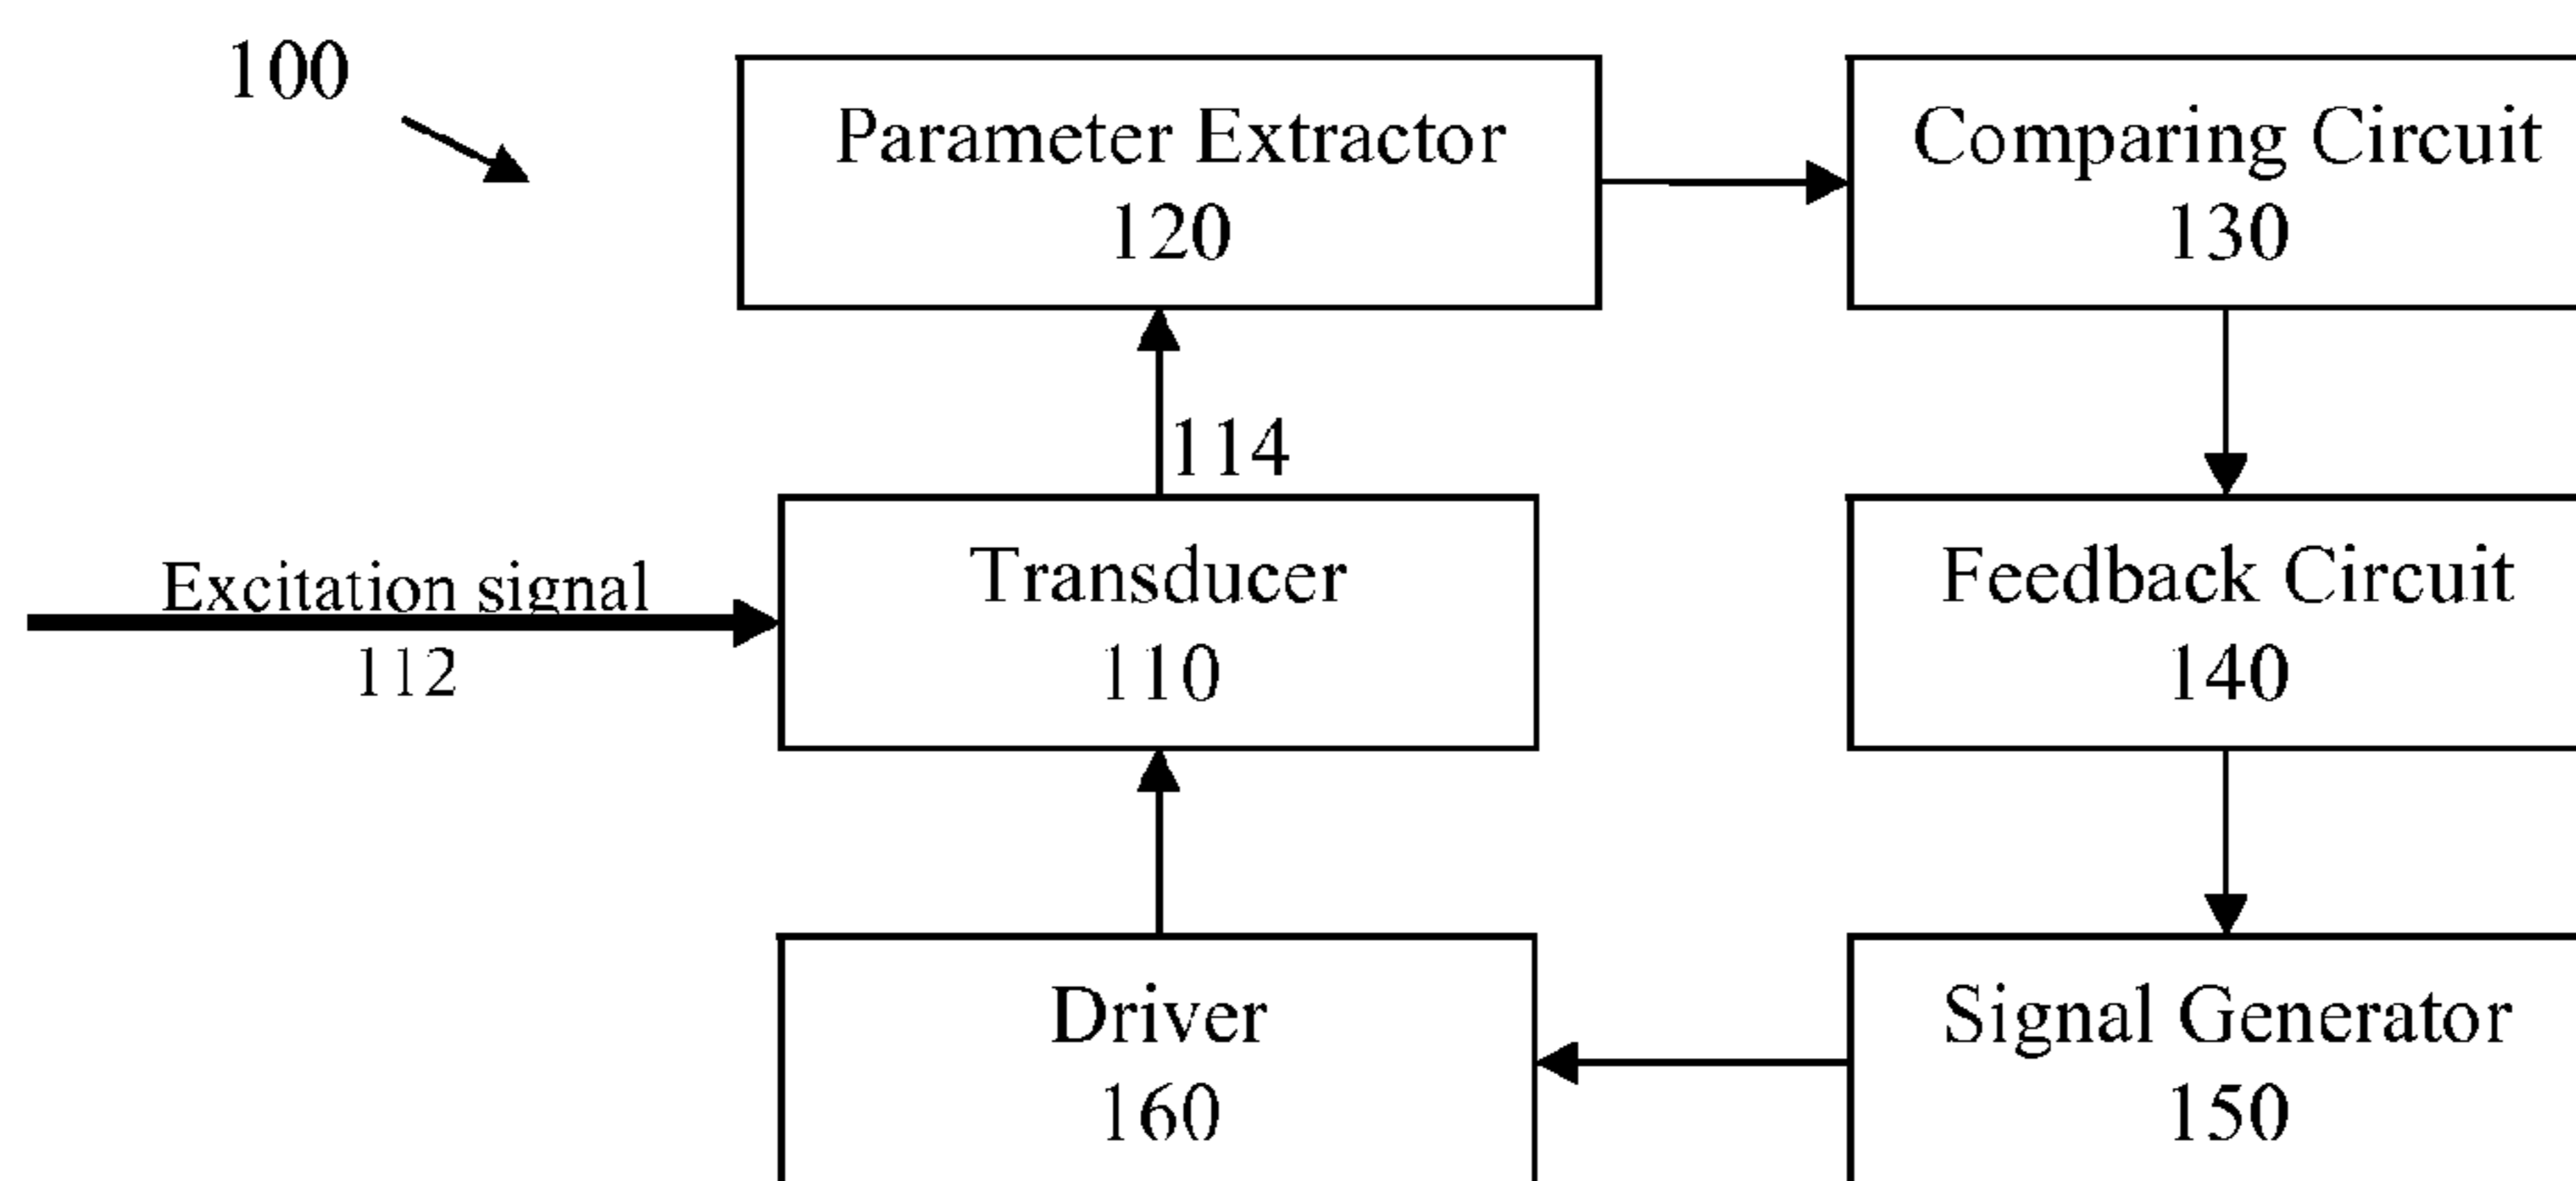 100
Parameter Extractor
120
Comparing Circuit
130
114
Excitation signal
112
Transducer
110
Feedback Circuit
140
Driver
160
Signal Generator
150